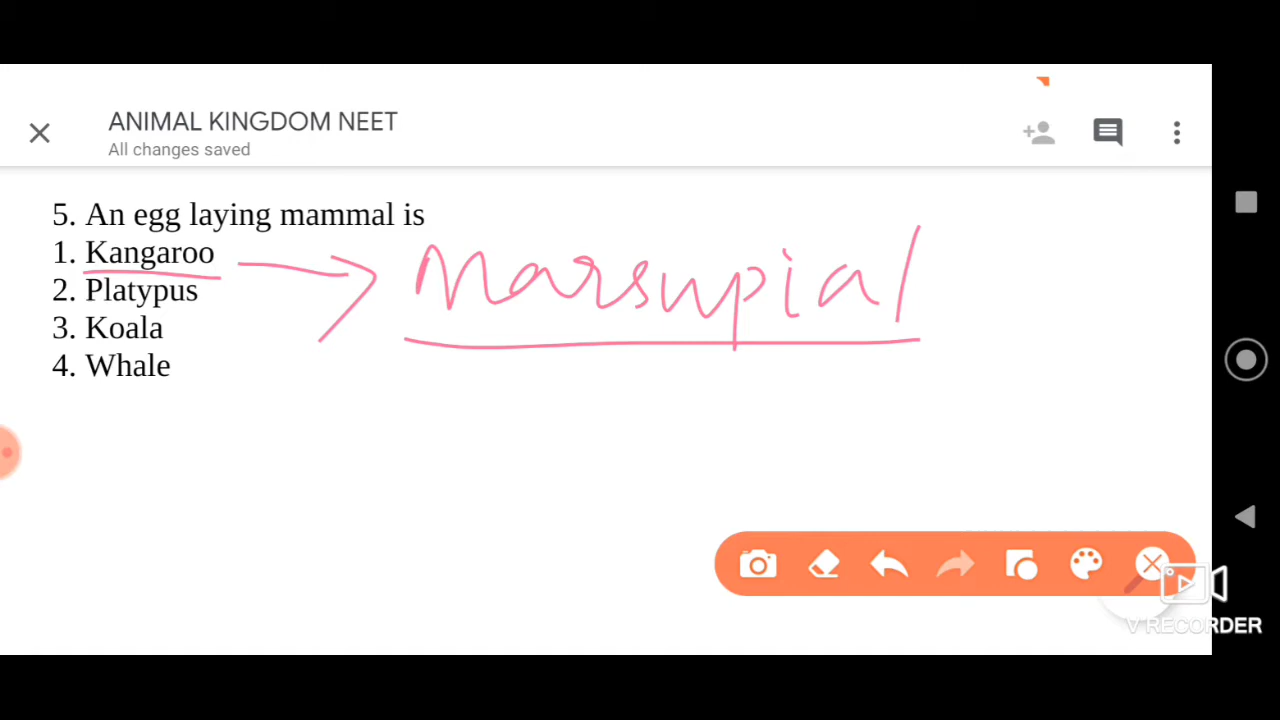 ANIMAL KINGDOM NEET
All changes saved
5. An egg laying mammal is
1. Kangaroo
Marsupial
2. Platypus
3. Koala
4. Whale
V RECORDER